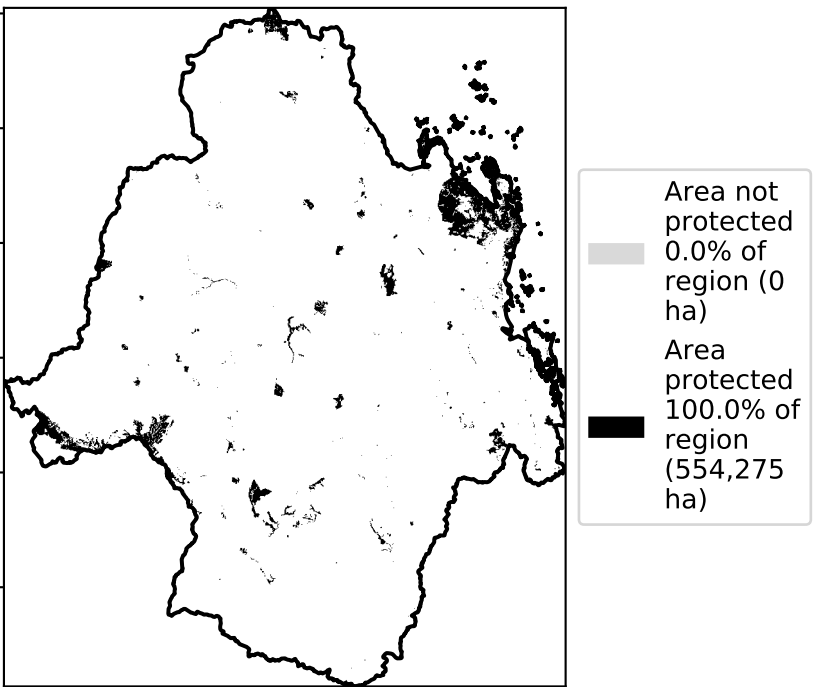 Area not
protected
0.0% of
region (0
ha)
Area
protected
100.0% of
region
(554,275
ha)